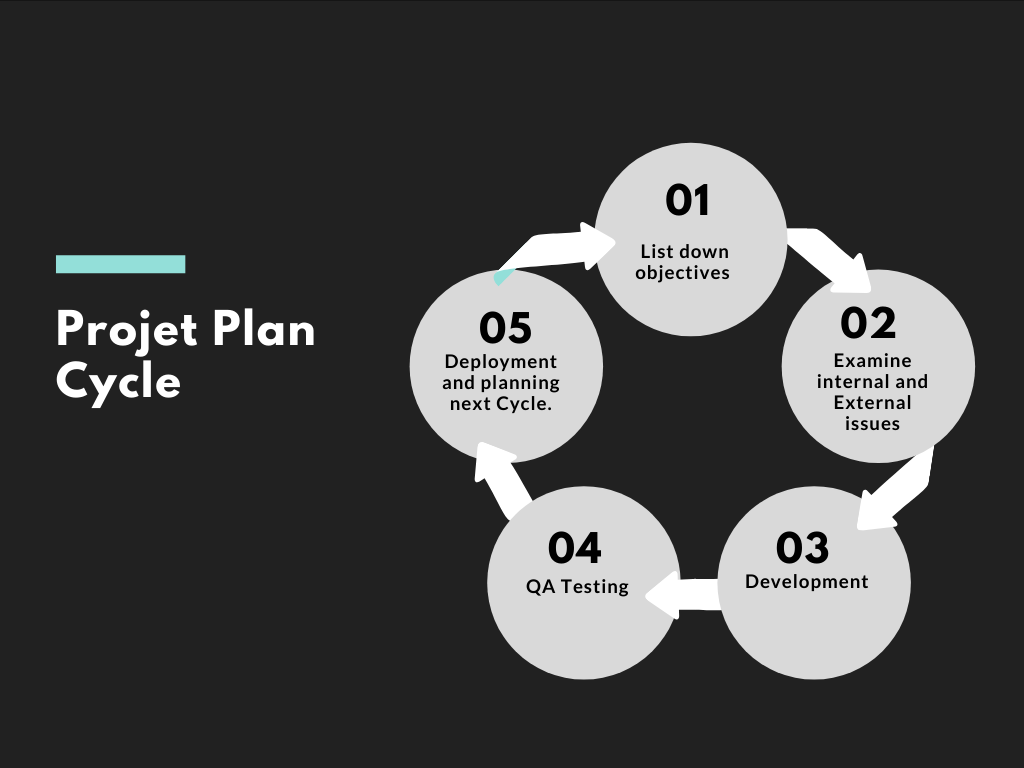 Projet Plan
Cycle
01
List down
objectives
02
Examine
internal and
External
issues
03
Development
04
QA Testing
05
Deployment
and planning
next Cycle.